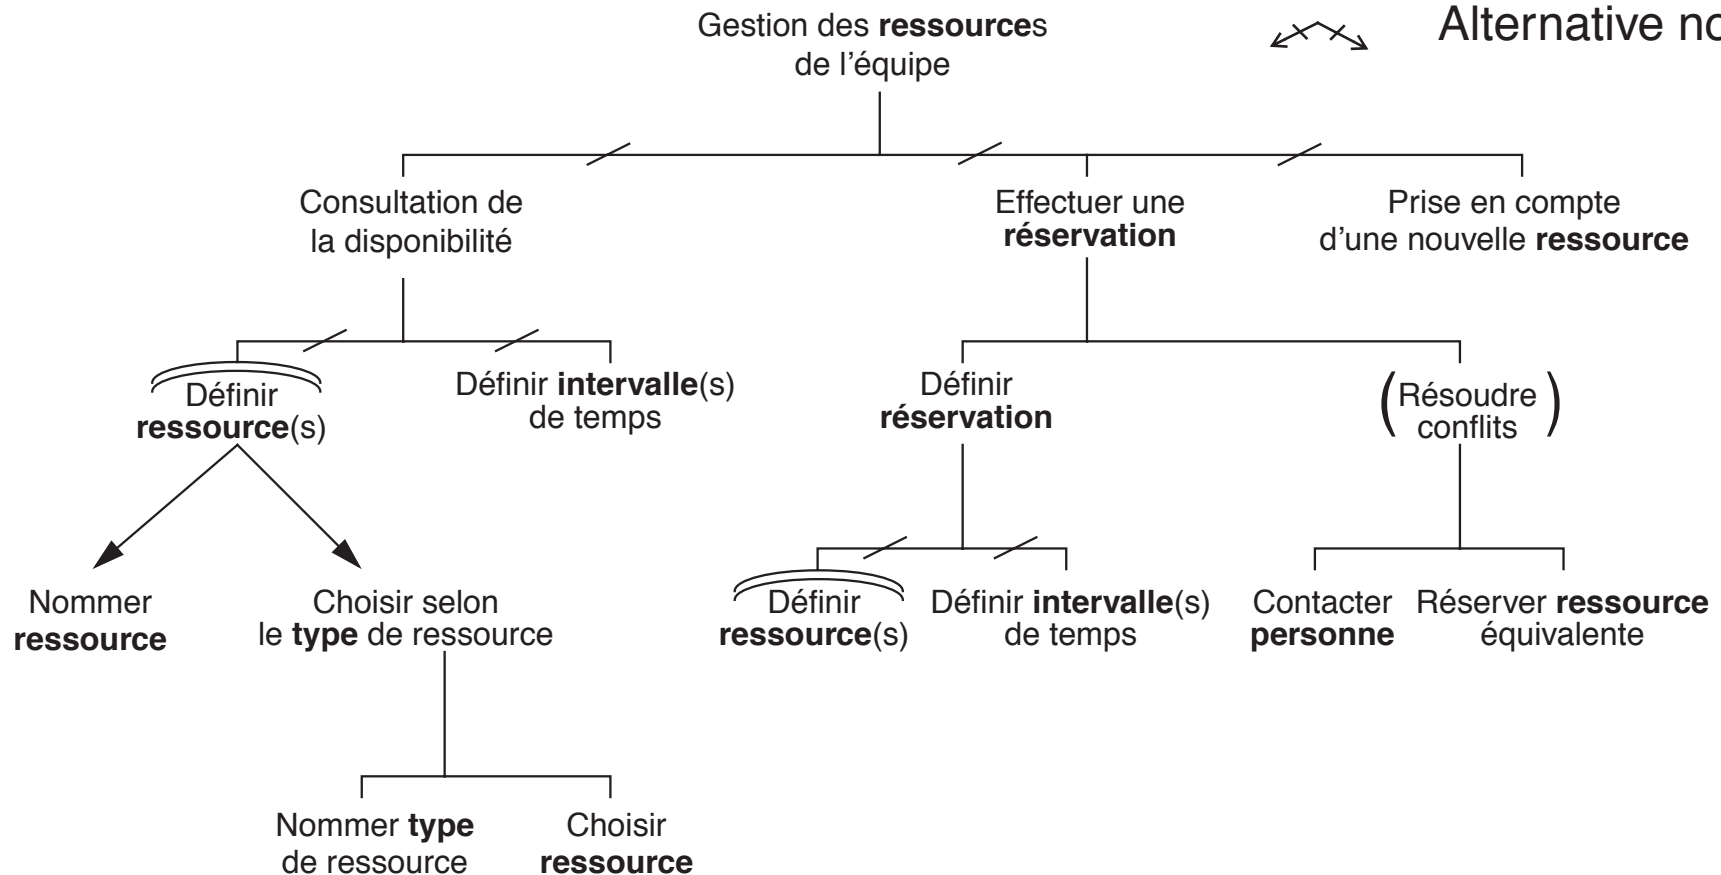 Gestion des ressources
de l'équipe
Alternative
Consultation de
la disponibilité
Effectuer une
réservation
Prise en compte
d'une nouvelle ressource
Définir
ressource(s)
Définir intervalle(s)
de temps
Définir
réservation
(Résoudre
conflits)
Nommer
ressource
Choisir selon
le type de ressource
Définir
ressource(s)
Définir intervalle(s)
de temps
Contacter
personne
Réserver ressource
équivalente
Nommer type
de ressource
Choisir
ressource